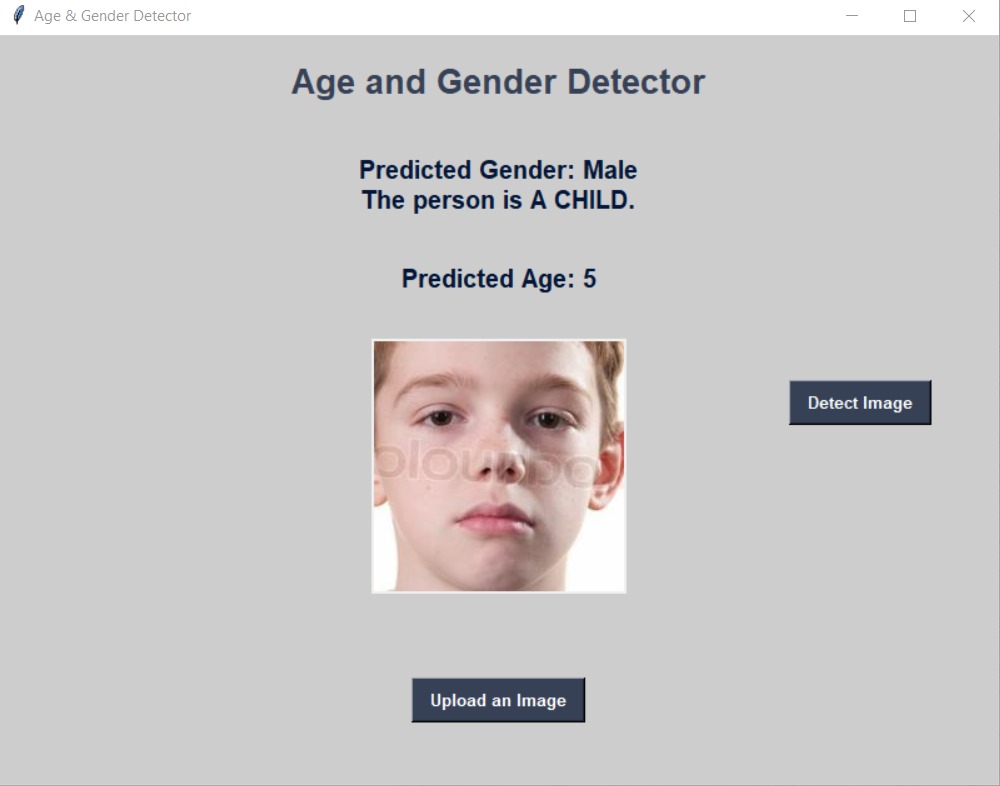 Age & Gender Detector
Age and Gender Detector
Predicted Gender: Male
The person is A CHILD.
Predicted Age: 5
Detect Image
olourbo
Upload an Image